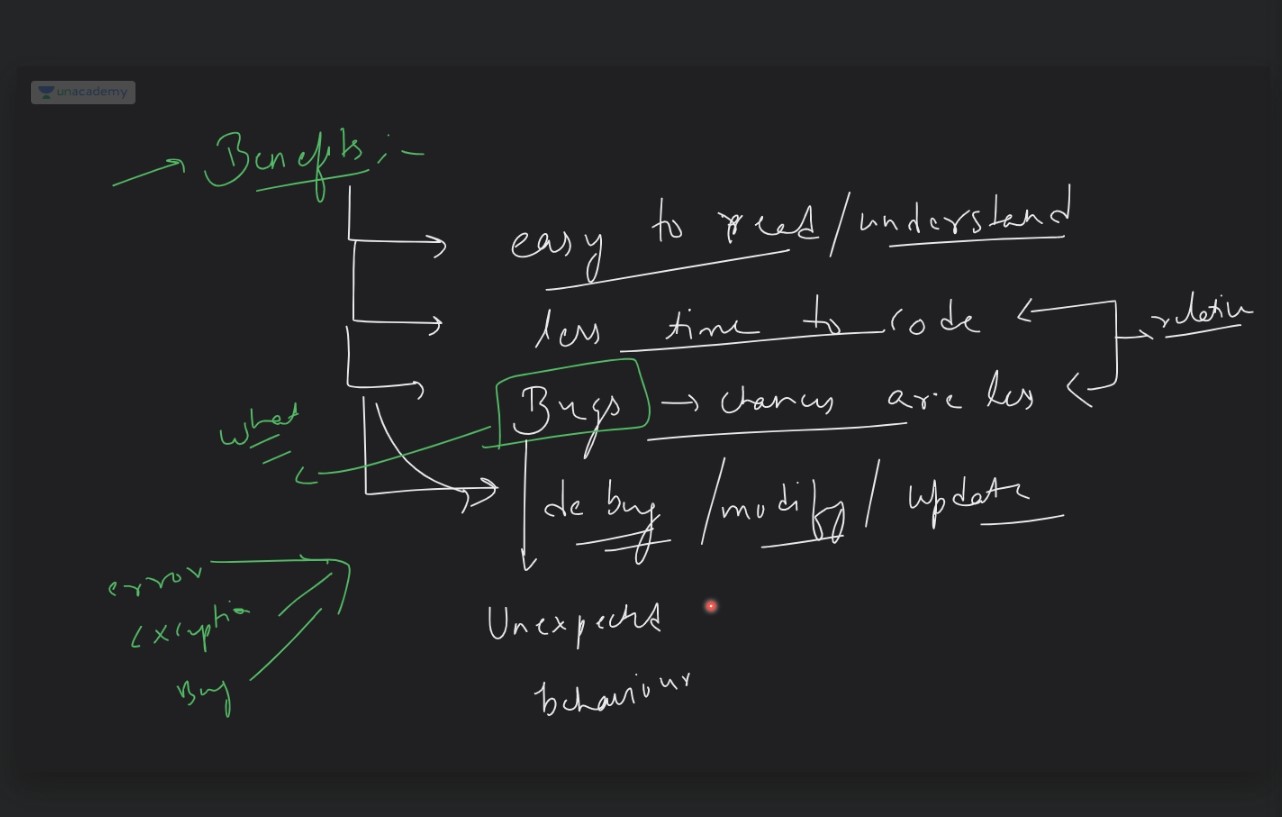 unacademy
→ Benefits :-
easy to read/understand
less time to code
relative
Bugs → chances are less
what
debug /modify/ update
error
exception
Bug
Unexpected
behaviour